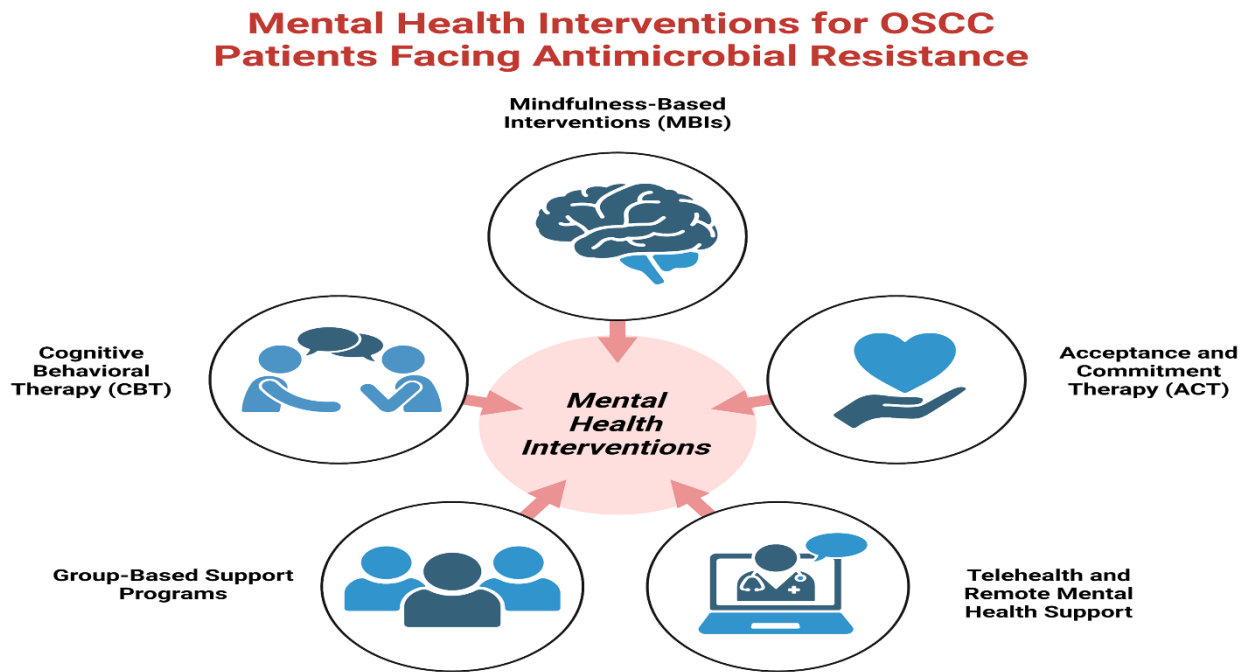 Mental Health Interventions for OSCC
Patients Facing Antimicrobial Resistance
Mindfulness-Based
Interventions (MBIs)
Cognitive
Behavioral
Therapy (CBT)
Acceptance and
Commitment
Therapy (ACT)
Mental
Health
Interventions
Group-Based Support
Programs
Telehealth and
Remote Mental
Health Support